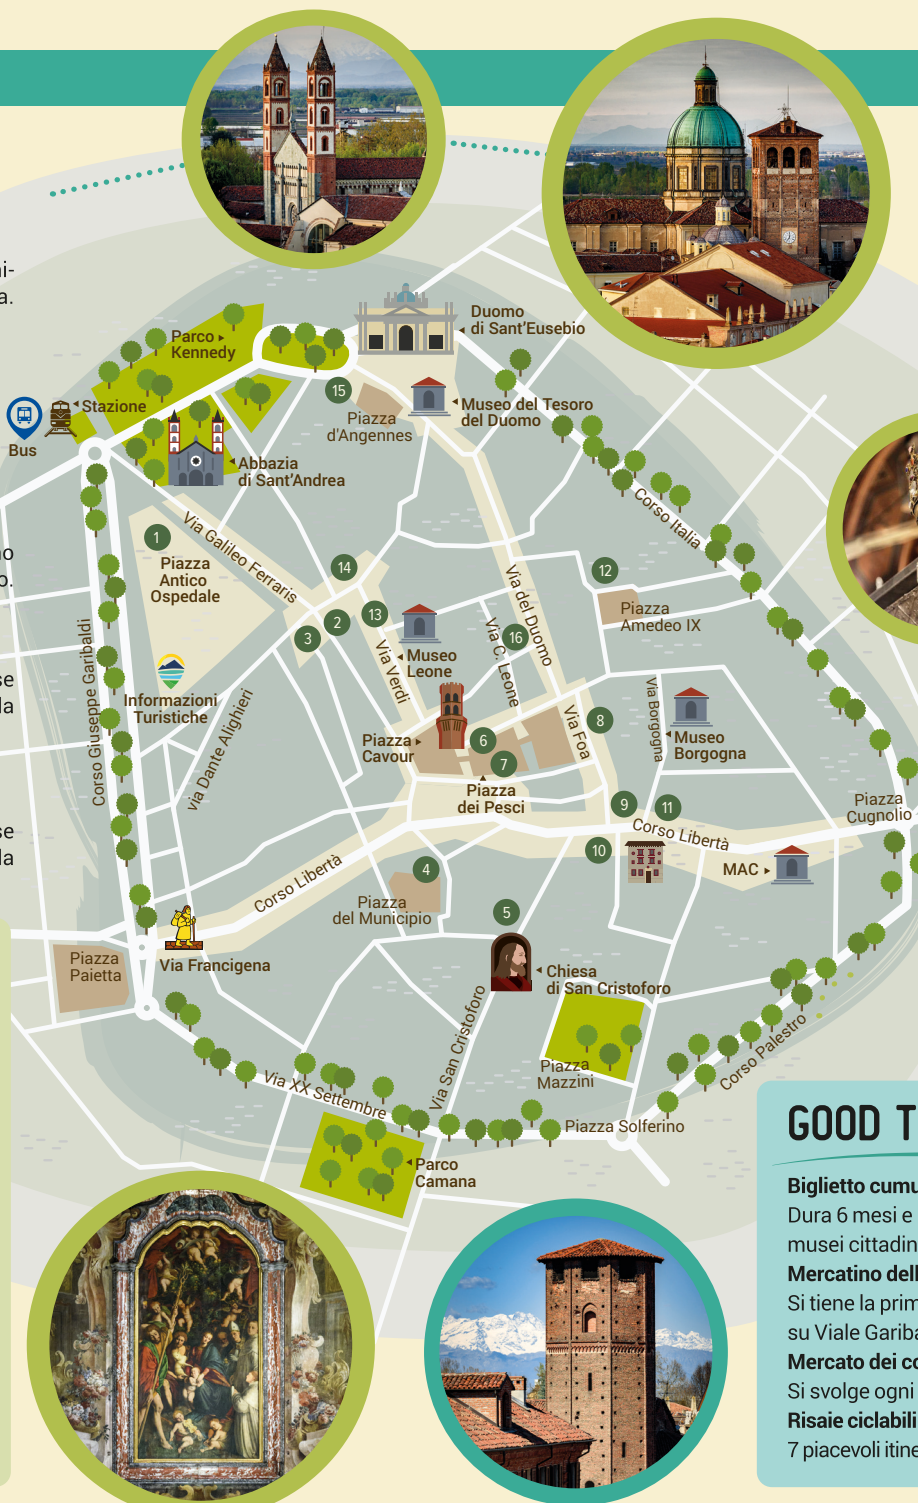 a.
o.
la
la
Parco
Kennedy
Duomo
di Sant'Eusebio
Stazione
Bus
15
Piazza
d'Angennes
Museo del Tesoro
del Duomo
Abbazia
di Sant'Andrea
Corso Italia
Via Galileo Ferraris
1
Piazza
Antico
Ospedale
14
12
Via del Duomo
Piazza
Amedeo IX
2
13
3
16
Via C. Leone
Museo
Leone
Via Verdi
Corso Giuseppe Garibaldi
Informazioni
Turistiche
via Dante Alighieri
Via Borgogna
Museo
Borgogna
Piazza
Cavour
6
7
8
Via Foa
Piazza
dei Pesci
9
11
Piazza
Cugnolio
Corso Libertà
10
MAC
4
Corso Libertà
Piazza
del Municipio
5
Piazza
Paietta
Via Francigena
Chiesa
di San Cristoforo
Via San Cristoforo
Piazza
Mazzini
Corso Palestro
Via XX Settembre
Piazza Solferino
Parco
Camana
GOOD T
Biglietto cumu
Dura 6 mesi e
musei cittadin
Mercatino dell
Si tiene la prim
su Viale Gariba
Mercato dei co
Si svolge ogni
Risaie ciclabili
7 piacevoli itine